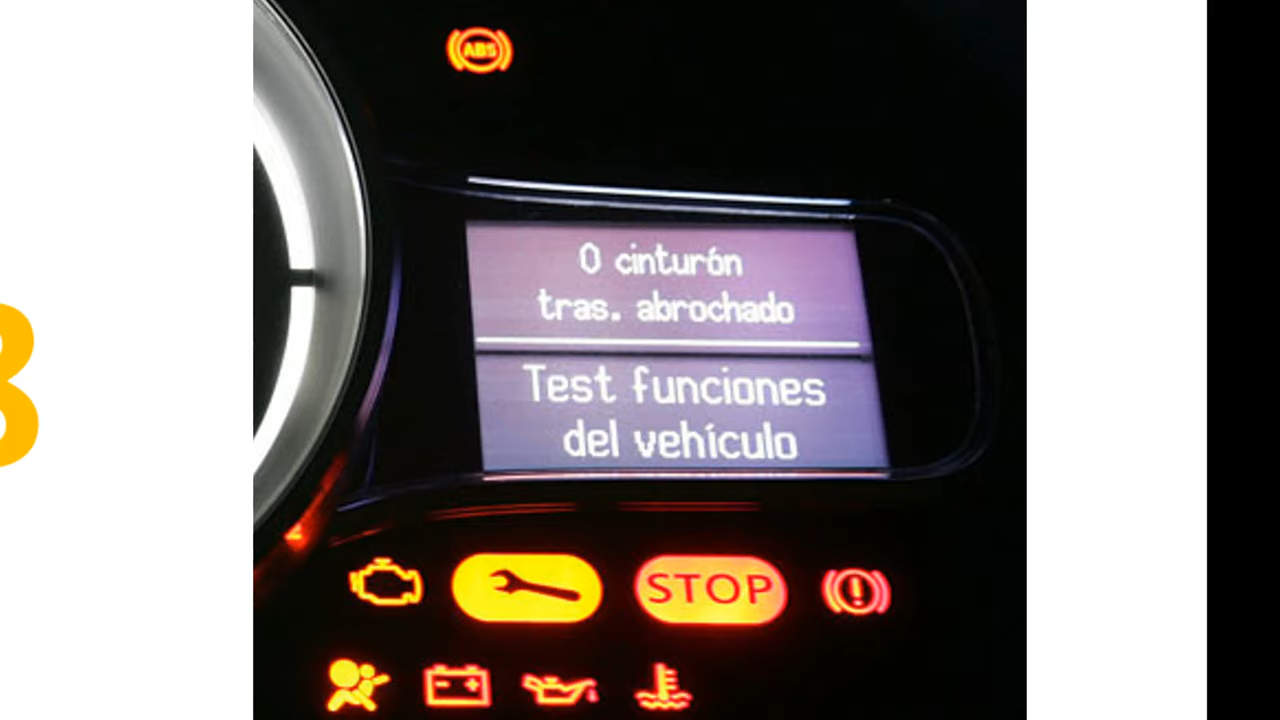 ABS
0 cinturón
tras. abrochado
Test funciones
del vehículo
STOP